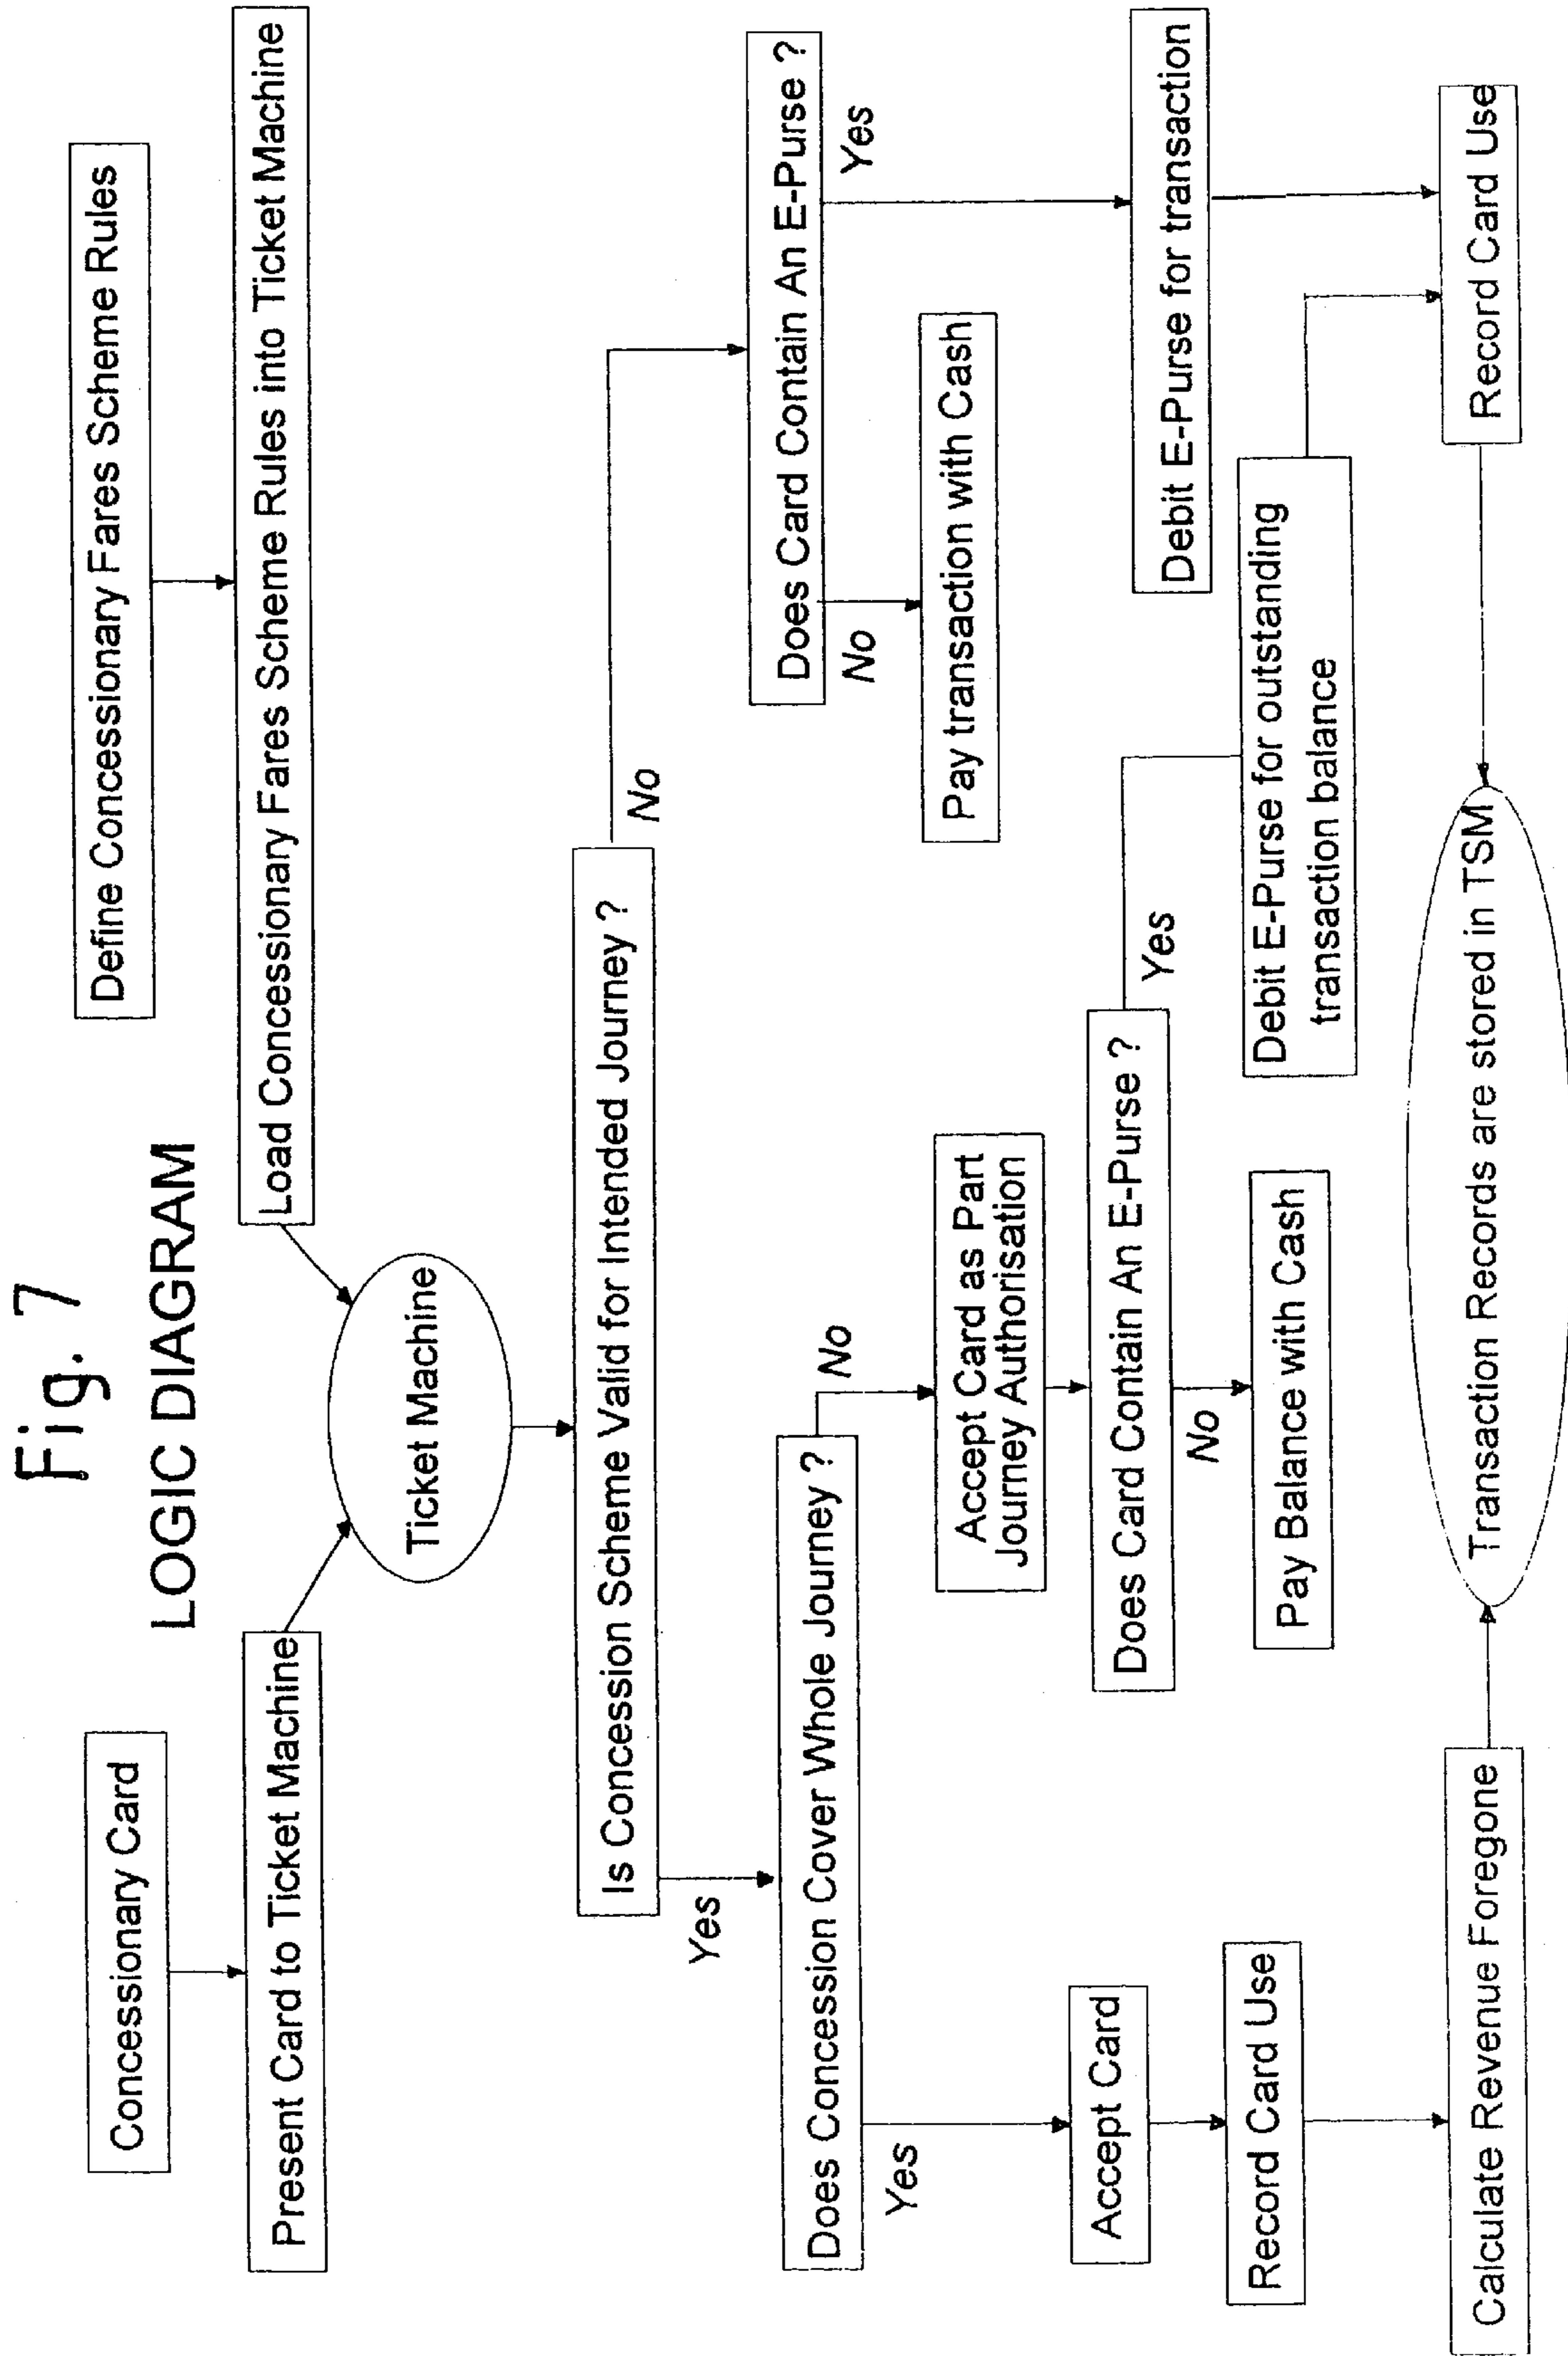 Fig. 7
LOGIC DIAGRAM
Concessionary Card
Define Concessionary Fares Scheme Rules
Present Card to Ticket Machine
Load Concessionary Fares Scheme Rules into Ticket Machine
Ticket Machine
Is Concession Scheme Valid for Intended Journey ?
Yes
No
Does Concession Cover Whole Journey ?
Does Card Contain An E-Purse ?
Yes
No
No
Yes
Accept Card as Part
Journey Authorisation
Pay transaction with Cash
Accept Card
Does Card Contain An E-Purse ?
Debit E-Purse for transaction
No
Yes
Record Card Use
Pay Balance with Cash
Debit E-Purse for outstanding
transaction balance
Calculate Revenue Foregone
Transaction Records are stored in TSM
Record Card Use